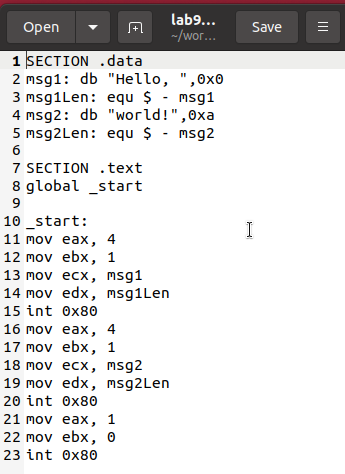 Open lab9... Save
~/wor...
1 SECTION .data
2 msg1: db "Hello, ",0x0
3 msg1Len: equ $ - msg1
4 msg2: db "world!",0xa
5 msg2Len: equ $ - msg2
6
7 SECTION .text
8 global _start
9
10 _start:
11 mov eax, 4
12 mov ebx, 1
13 mov ecx, msg1
14 mov edx, msg1Len
15 int 0x80
16 mov eax, 4
17 mov ebx, 1
18 mov ecx, msg2
19 mov edx, msg2Len
20 int 0x80
21 mov eax, 1
22 mov ebx, 0
23 int 0x80